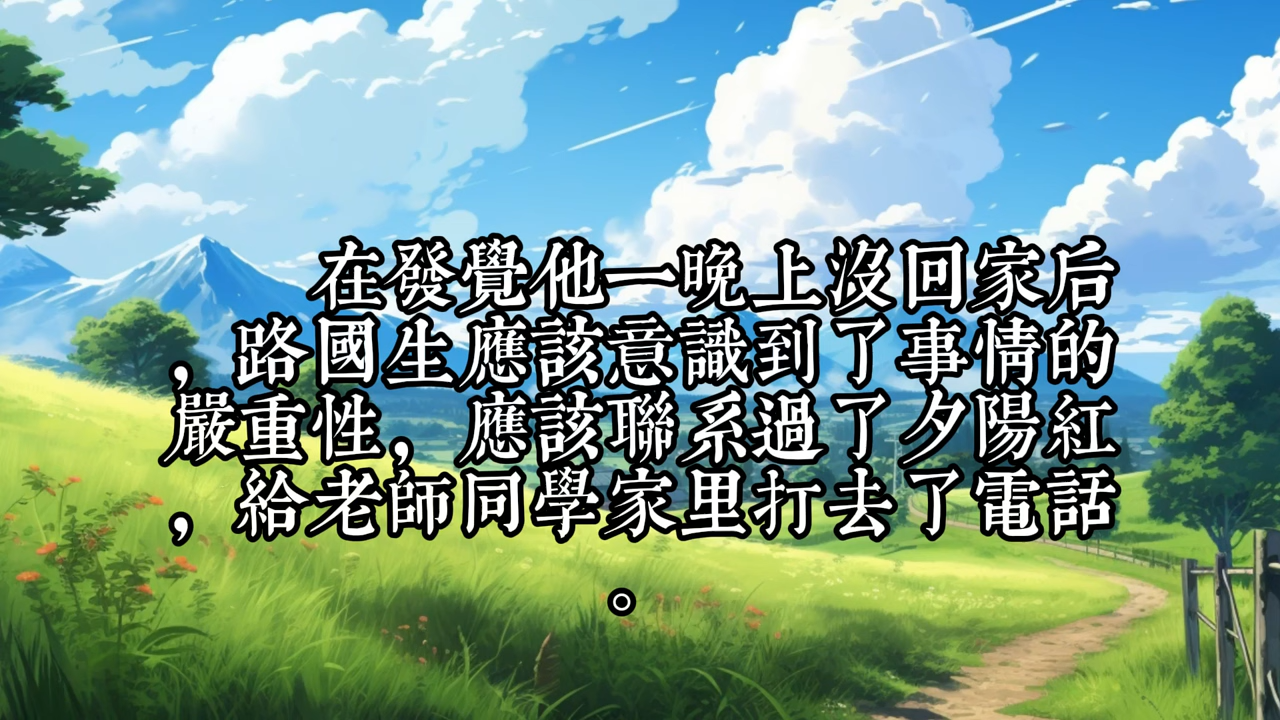 在發覺他一晚上沒回家后
，路國生應該意識到了事情的
嚴重性，應該聯系過了夕陽紅
，給老師同學家里打去了電話
。